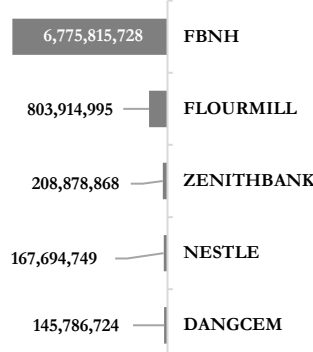 6,775,815,728 FBNH
803,914,995 FLOURMILL
208,878,868 ZENITHBANK
167,694,749 NESTLE
145,786,724 DANGCEM